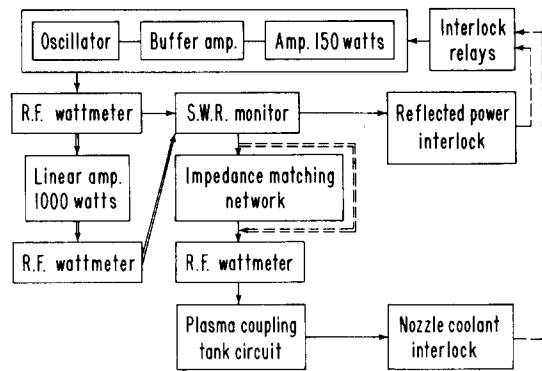 Oscillator
Buffer amp.
Amp. 150 watts
Interlock
relays
R.F. wattmeter
S.W.R. monitor
Reflected power
interlock
Linear amp.
1000 watts
Impedance matching
network
R.F. wattmeter
R.F. wattmeter
Plasma coupling
tank circuit
Nozzle coolant
interlock